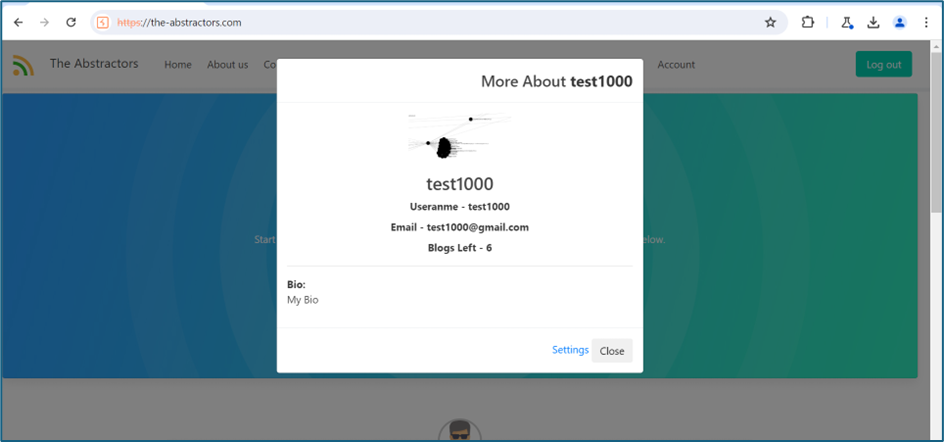 https://the-abstractors.com
The Abstractors Home About us Co Account Log out
More About test1000
test1000
Useranme - test1000
Email - test1000@gmail.com
Start
Blogs Left - 6
elow.
Bio:
My Bio
Settings Close